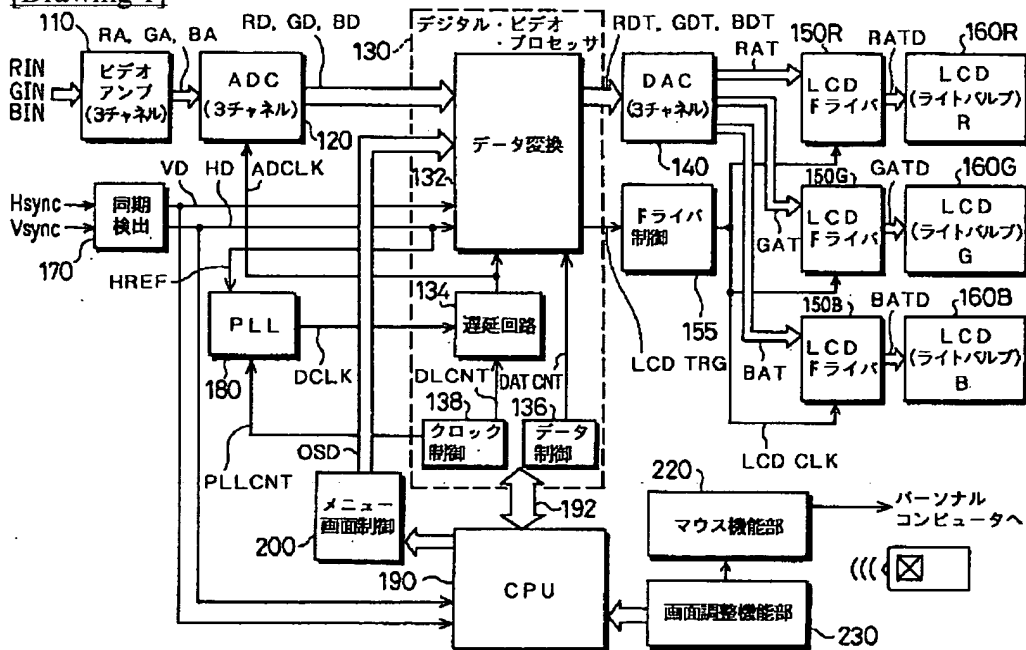 [Drawing 1]
110
RA, GA, BA
RD, GD, BD
130
デジタル・ビデオ
・プロセッサ
RDT, GDT, BDT
RAT
150R
RATD
160R
RIN
GIN
BIN
ビデオ
アンプ
(3チャネル)
ADC
(3チャネル)
120
データ変換
132
DAC
(3チャネル)
140
LCD
ドライバ
LCD
(ライトバルブ)
R
VD
HD
ADCLK
Hsync
Vsync
同期
検出
170
ドライバ
制御
155
150G
GATD
160G
GAT
LCD
ドライバ
LCD
(ライトバルブ)
G
HREF
PLL
180
DCLK
134
遅延回路
LCD TRG
150B
BATD
160B
BAT
LCD
ドライバ
LCD
(ライトバルブ)
B
DLCNT
DAT CNT
138
136
クロック
制御
データ
制御
PLLCNT
OSD
LCD CLK
メニュー
画面制御
200
192
220
マウス機能部
パーソナル
コンピュータへ
190
CPU
画面調整機能部
230